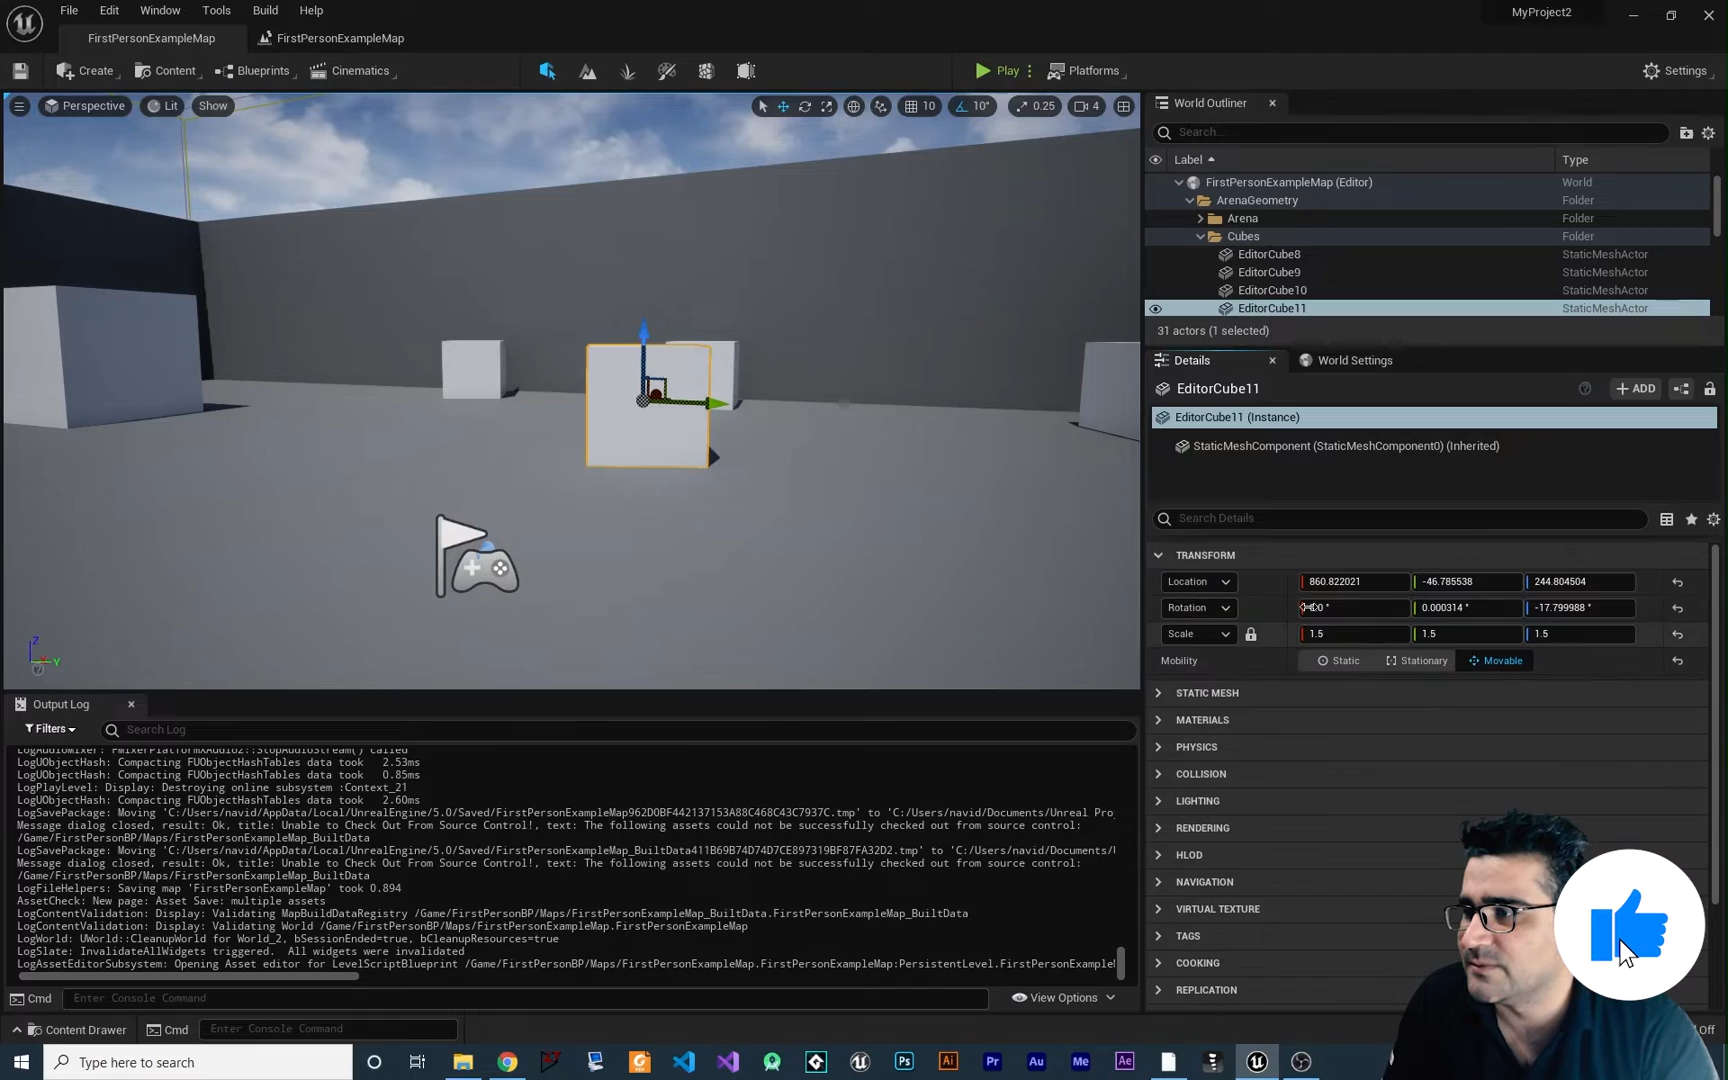 File Edit Window Tools Build Help MyProject2
FirstPersonExampleMap FirstPersonExampleMap
Create Content Blueprints Cinematics Play Platforms Settings
Perspective Lit Show 10 10° 0.25 4
World Outliner
Search...
Label Type
FirstPersonExampleMap (Editor) World
ArenaGeometry Folder
Arena Folder
Cubes Folder
EditorCube8 StaticMeshActor
EditorCube9 StaticMeshActor
EditorCube10 StaticMeshActor
EditorCube11 StaticMeshActor
31 actors (1 selected)
Details World Settings
EditorCube11 ADD
EditorCube11 (Instance)
StaticMeshComponent (StaticMeshComponent0) (Inherited)
Search Details
TRANSFORM
Location 860.822021 -46.785538 244.804504
Rotation 0.000314 ° -17.799988 °
Scale 1.5 1.5 1.5
Mobility Static Stationary Movable
STATIC MESH
MATERIALS
PHYSICS
COLLISION
LIGHTING
RENDERING
HLOD
NAVIGATION
VIRTUAL TEXTURE
TAGS
COOKING
REPLICATION
Z
Y
Output Log
Filters Search Log
LogAudioMixer: FMixerPlatformXAudio2::StopAudioStream() called
LogUObjectHash: Compacting FUObjectHashTables data took 2.53ms
LogUObjectHash: Compacting FUObjectHashTables data took 0.85ms
LogPlayLevel: Display: Destroying online subsystem :Context_21
LogUObjectHash: Compacting FUObjectHashTables data took 2.60ms
LogSavePackage: Moving 'C:/Users/navid/AppData/Local/UnrealEngine/5.0/Saved/FirstPersonExampleMap962D0BF442137153A88C468C43C7937C.tmp' to 'C:/Users/navid/Documents/Unreal Pro
Message dialog closed, result: Ok, title: Unable to Check Out From Source Control!, text: The following assets could not be successfully checked out from source control:
/Game/FirstPersonBP/Maps/FirstPersonExampleMap_BuiltData
LogSavePackage: Moving 'C:/Users/navid/AppData/Local/UnrealEngine/5.0/Saved/FirstPersonExampleMap_BuiltData411B69B74D74D7CE897319BF87FA32D2.tmp' to 'C:/Users/navid/Documents/
Message dialog closed, result: Ok, title: Unable to Check Out From Source Control!, text: The following assets could not be successfully checked out from source control:
/Game/FirstPersonBP/Maps/FirstPersonExampleMap_BuiltData
LogFileHelpers: Saving map 'FirstPersonExampleMap' took 0.894
AssetCheck: New page: Asset Save: multiple assets
LogContentValidation: Display: Validating MapBuildDataRegistry /Game/FirstPersonBP/Maps/FirstPersonExampleMap_BuiltData.FirstPersonExampleMap_BuiltData
LogContentValidation: Display: Validating World /Game/FirstPersonBP/Maps/FirstPersonExampleMap.FirstPersonExampleMap
LogWorld: UWorld::CleanupWorld for World_2, bSessionEnded=true, bCleanupResources=true
LogSlate: InvalidateAllWidgets triggered. All widgets were invalidated
LogAssetEditorSubsystem: Opening Asset editor for LevelScriptBlueprint /Game/FirstPersonBP/Maps/FirstPersonExampleMap.FirstPersonExampleMap:PersistentLevel.FirstPersonExampleM
Cmd Enter Console Command View Options
Content Drawer Cmd Enter Console Command Off
Type here to search Ps Ai Pr Au Me Ae